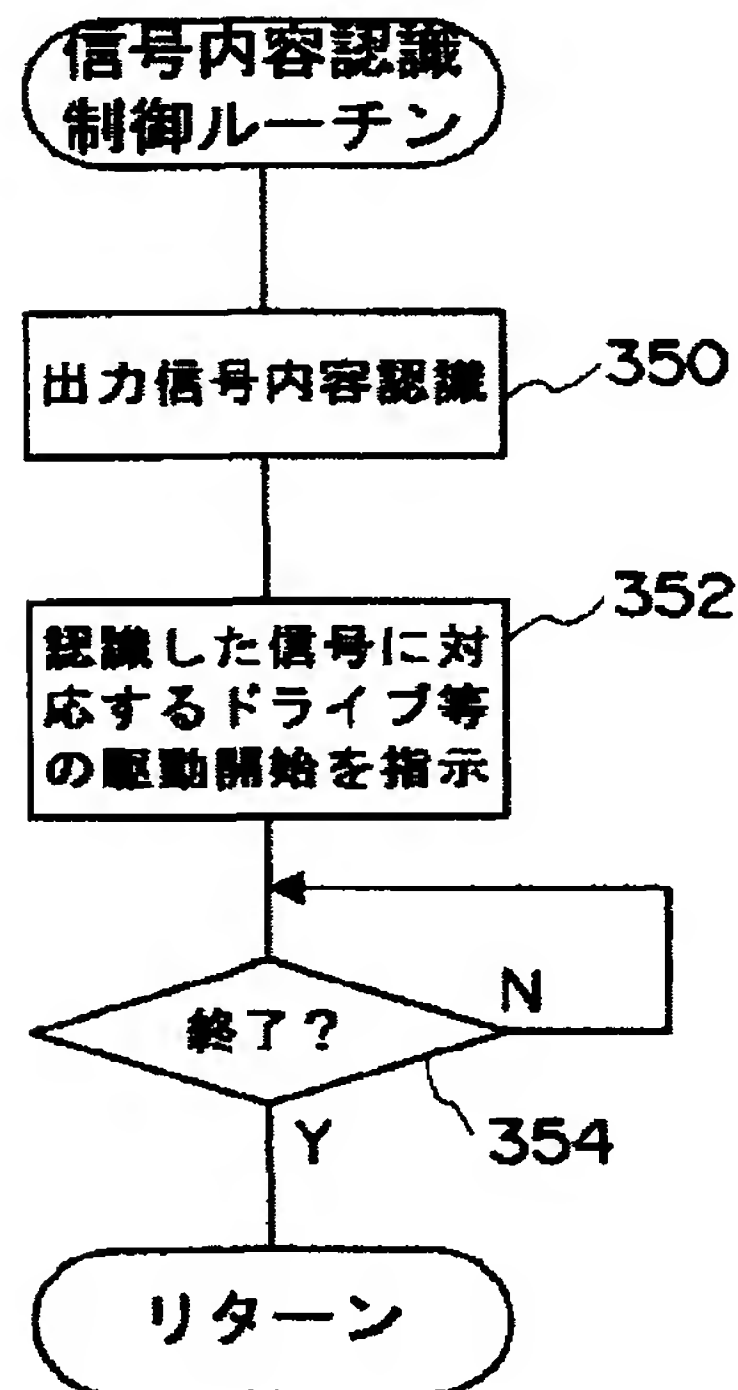 信号内容認識
制御ルーチン
出力信号内容認識
350
認識した信号に対
応するドライブ等
の駆動開始を指示
352
終了?
N
354
Y
リターン